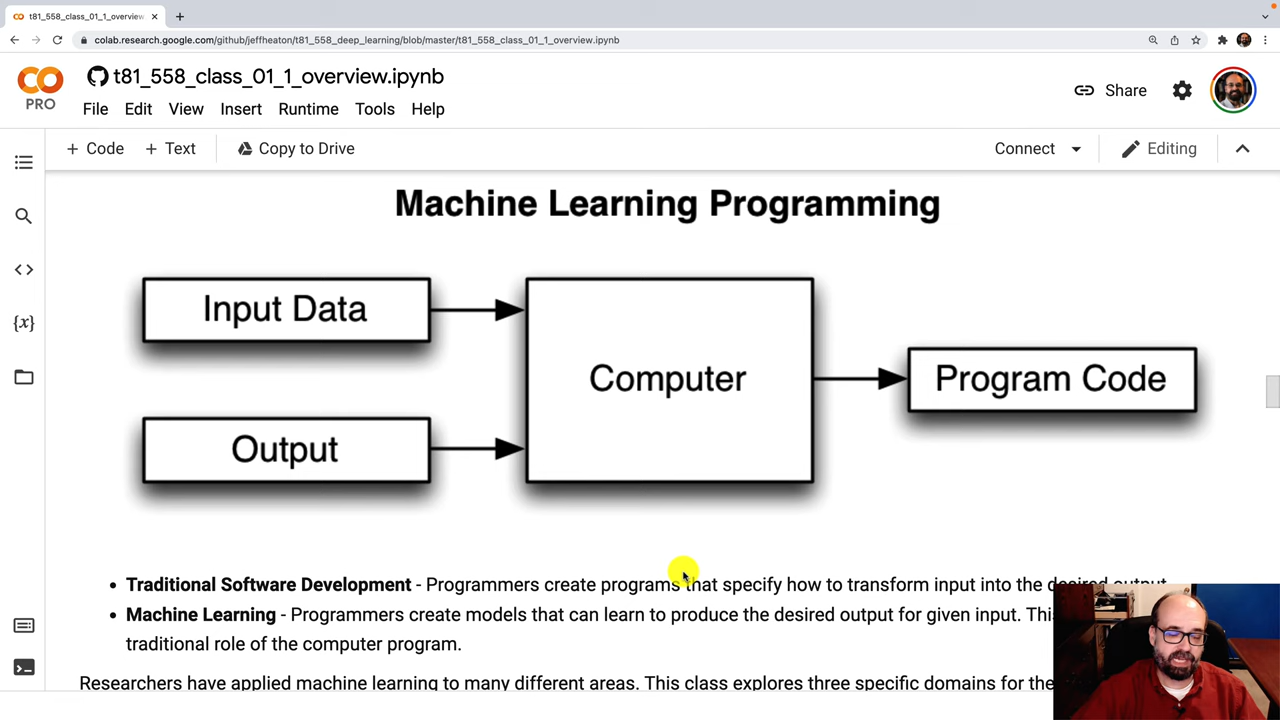 t81_558_class_01_1_overview.
colab.research.google.com/github/jeffheaton/t81_558_deep_learning/blob/master/t81_558_class_01_1_overview.ipynb
CO
PRO
t81_558_class_01_1_overview.ipynb
Share
File Edit View Insert Runtime Tools Help
+ Code + Text Copy to Drive Connect Editing
{x}
Machine Learning Programming
Input Data
Computer
Program Code
Output
• Traditional Software Development - Programmers create programs that specify how to transform input into the desired output.
• Machine Learning - Programmers create models that can learn to produce the desired output for given input. This
traditional role of the computer program.
Researchers have applied machine learning to many different areas. This class explores three specific domains for the